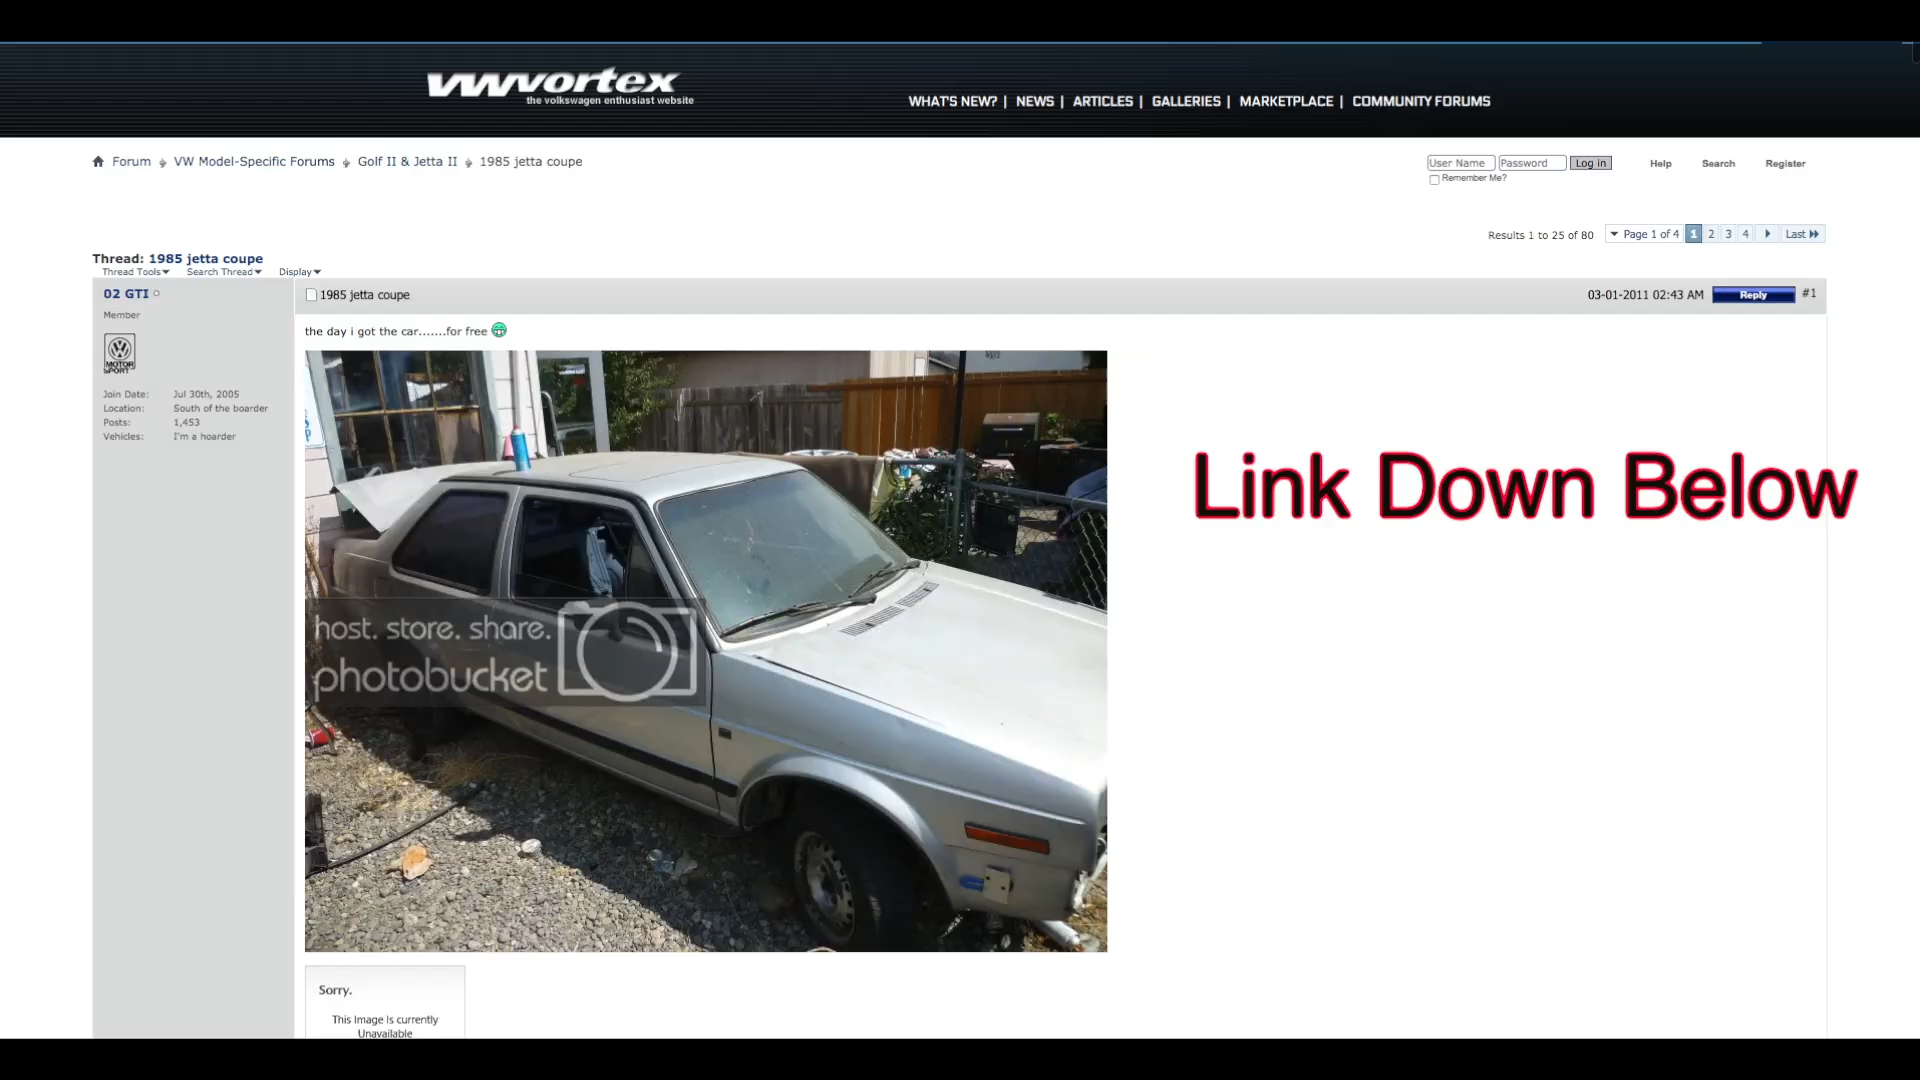 vwvortex
the volkswagen enthusiast website
WHAT'S NEW? | NEWS | ARTICLES | GALLERIES | MARKETPLACE | COMMUNITY FORUMS
Forum VW Model-Specific Forums Golf II & Jetta II 1985 jetta coupe
User Name Password Log in Help Search Register
Remember Me?
Results 1 to 25 of 80 Page 1 of 4 1 2 3 4 Last
Thread: 1985 jetta coupe
Thread Tools Search Thread Display
02 GTI
Member
MOTOR
SPORT
Join Date: Jul 30th, 2005
Location: South of the boarder
Posts: 1,453
Vehicles: I'm a hoarder
1985 jetta coupe 03-01-2011 02:43 AM Reply #1
the day i got the car.......for free
host. store. share.
photobucket
Link Down Below
Sorry.
This Image is currently
Unavailable